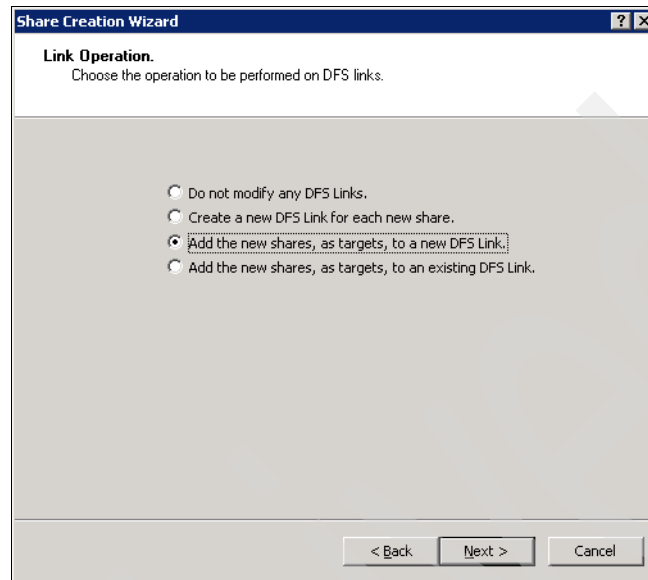 Share Creation Wizard
Link Operation.
Choose the operation to be performed on DFS links.
Do not modify any DFS Links.
Create a new DFS Link for each new share.
Add the new shares, as targets, to a new DFS Link.
Add the new shares, as targets, to an existing DFS Link.
< Back Next > Cancel